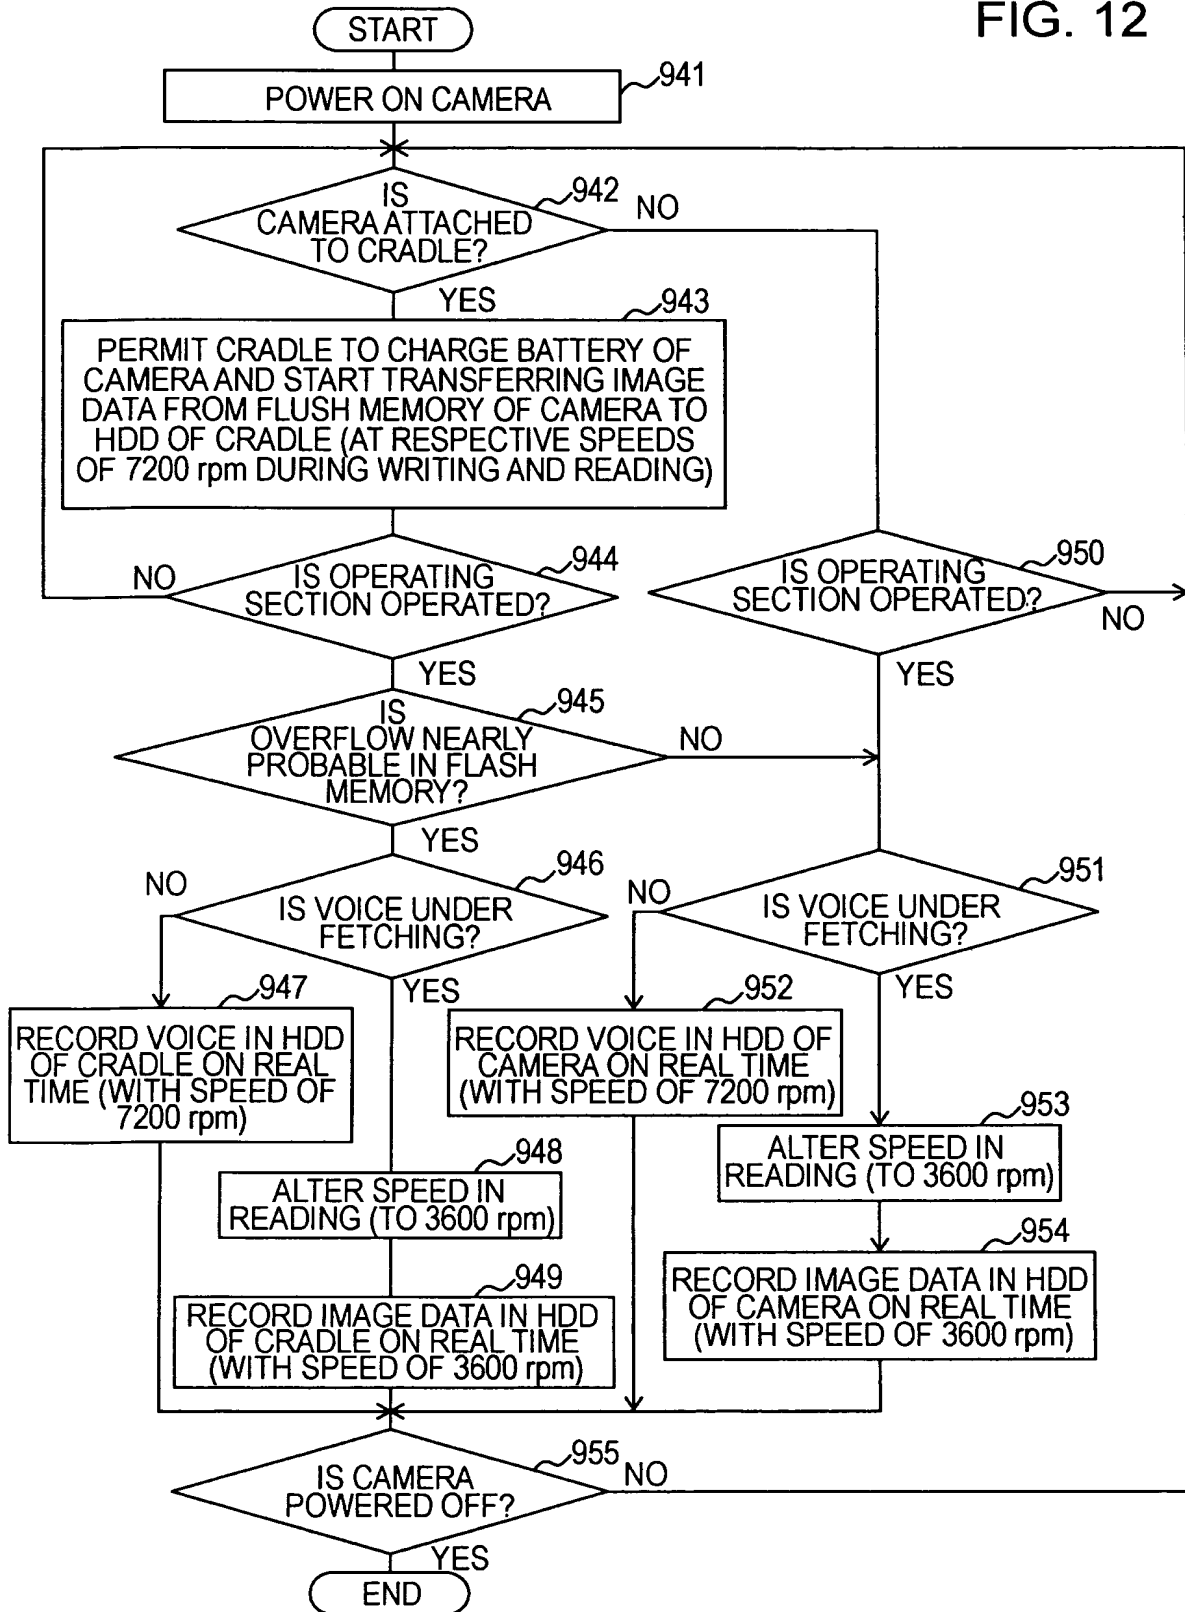 FIG. 12
START
941
POWER ON CAMERA
942
IS
CAMERA ATTACHED
TO CRADLE?
NO
YES
943
PERMIT CRADLE TO CHARGE BATTERY OF
CAMERA AND START TRANSFERRING IMAGE
DATA FROM FLUSH MEMORY OF CAMERA TO
HDD OF CRADLE (AT RESPECTIVE SPEEDS
OF 7200 rpm DURING WRITING AND READING)
944
NO
IS OPERATING
SECTION OPERATED?
YES
950
IS OPERATING
SECTION OPERATED?
NO
YES
945
IS
OVERFLOW NEARLY
PROBABLE IN FLASH
MEMORY?
NO
YES
946
NO
IS VOICE UNDER
FETCHING?
YES
951
NO
IS VOICE UNDER
FETCHING?
YES
947
RECORD VOICE IN HDD
OF CRADLE ON REAL
TIME (WITH SPEED OF
7200 rpm)
952
RECORD VOICE IN HDD OF
CAMERA ON REAL TIME
(WITH SPEED OF 7200 rpm)
953
ALTER SPEED IN
READING (TO 3600 rpm)
948
ALTER SPEED IN
READING (TO 3600 rpm)
954
RECORD IMAGE DATA IN HDD
OF CAMERA ON REAL TIME
(WITH SPEED OF 3600 rpm)
949
RECORD IMAGE DATA IN HDD
OF CRADLE ON REAL TIME
(WITH SPEED OF 3600 rpm)
955
IS CAMERA
POWERED OFF?
NO
YES
END